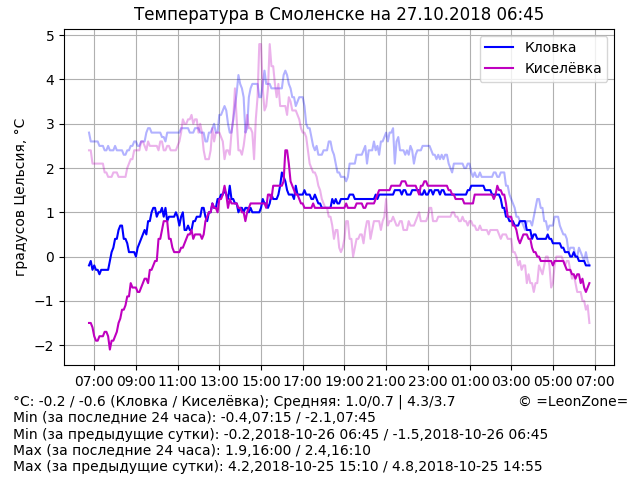 Температура в Смоленске на 27.10.2018 06:45
градусов Цельсия, °C
Кловка
Киселёвка
5
4
3
2
1
0
−1
−2
07:00 09:00 11:00 13:00 15:00 17:00 19:00 21:00 23:00 01:00 03:00 05:00 07:00
°C: -0.2 / -0.6 (Кловка / Киселёвка); Средняя: 1.0/0.7 | 4.3/3.7 © =LeonZone=
Min (за последние 24 часа): -0.4,07:15 / -2.1,07:45
Min (за предыдущие сутки): -0.2,2018-10-26 06:45 / -1.5,2018-10-26 06:45
Max (за последние 24 часа): 1.9,16:00 / 2.4,16:10
Max (за предыдущие сутки): 4.2,2018-10-25 15:10 / 4.8,2018-10-25 14:55